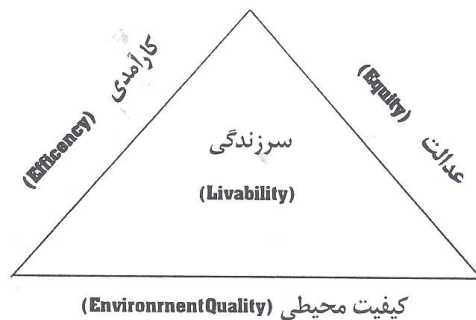 کارآمدی (Efficency)
عدالت (Equity)
سرزندگی
(Livability)
کیفیت محیطی (EnvironrnentQuality)